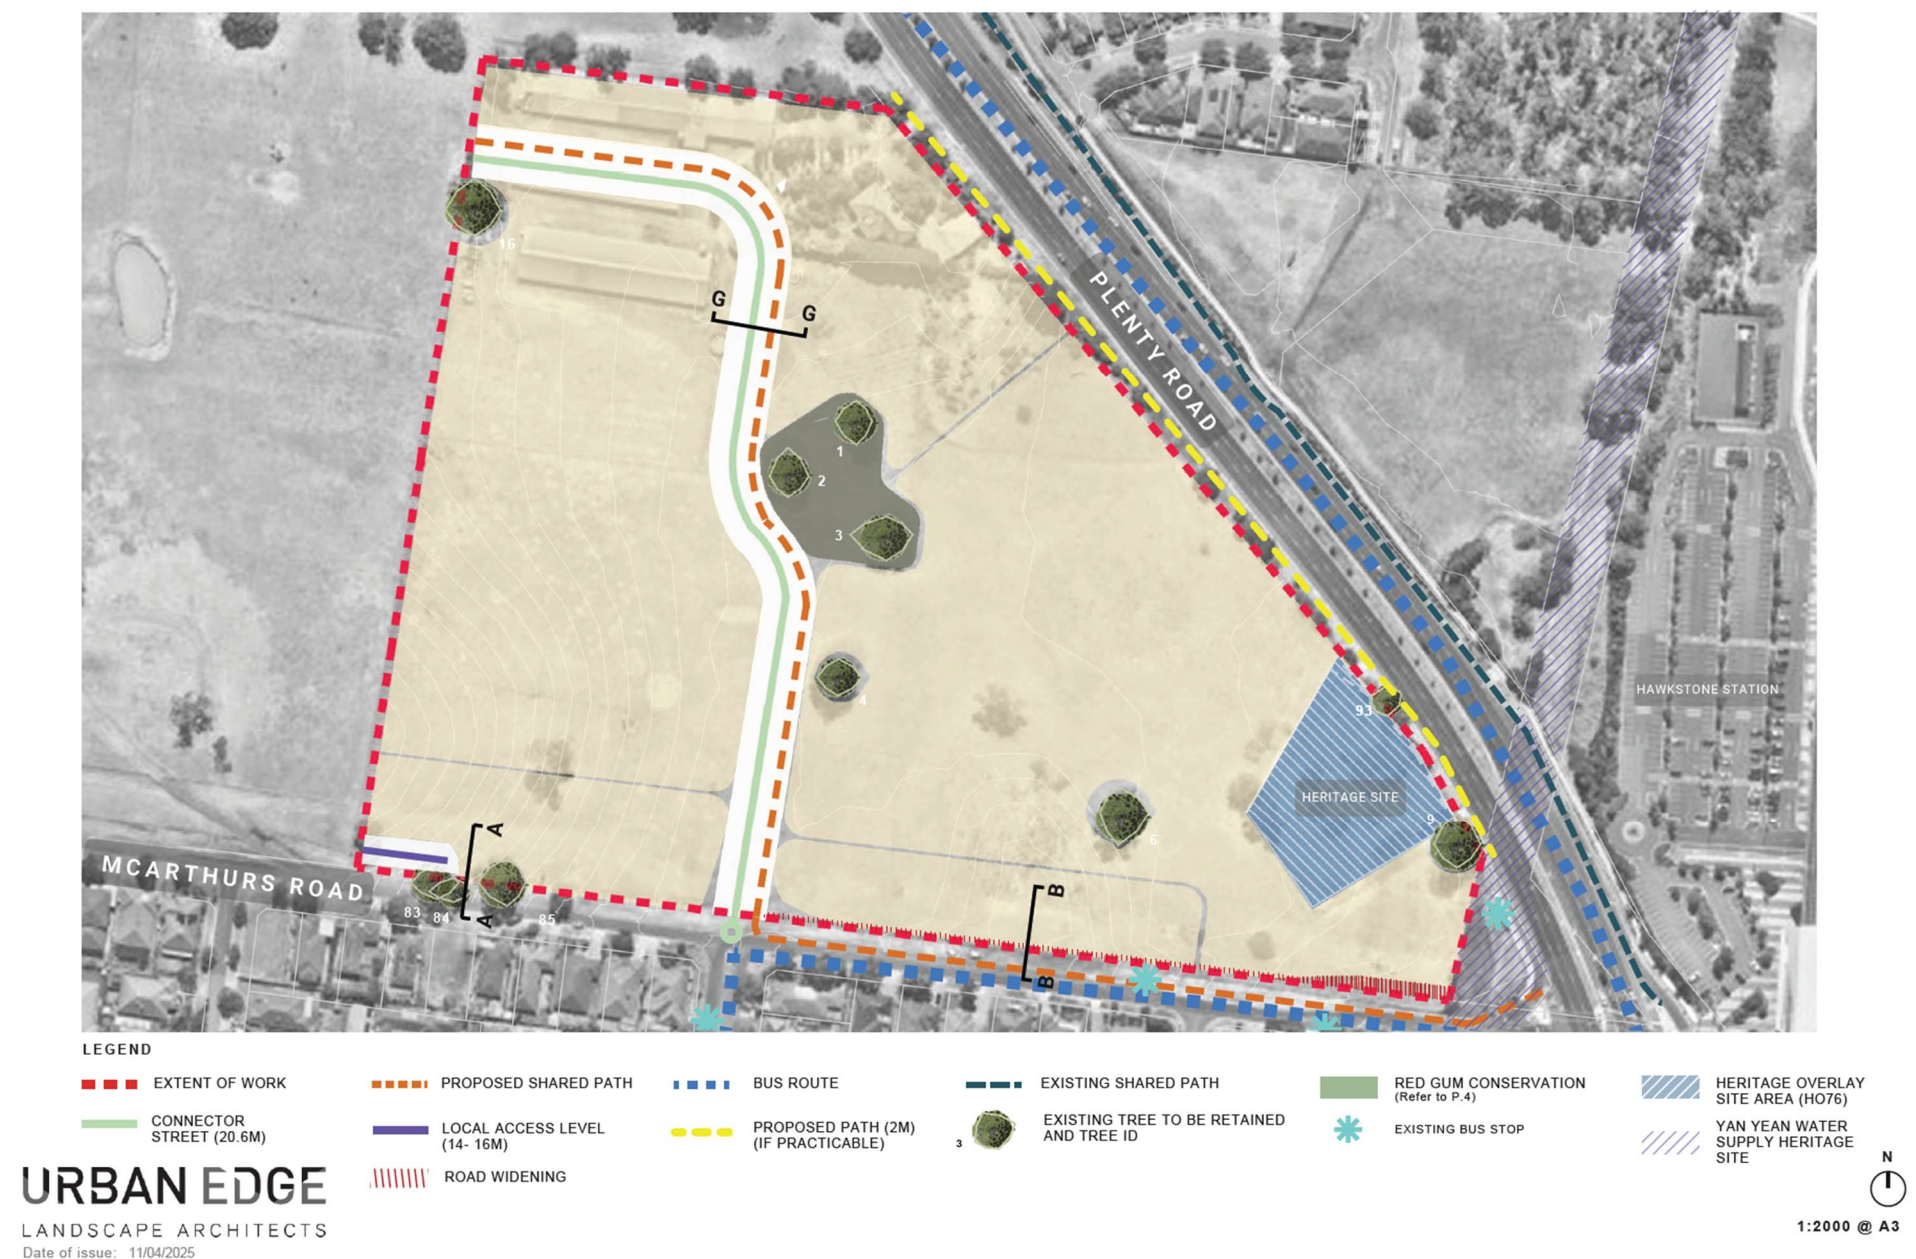 16
G
G
PLENTY ROAD
1
2
3
4
93
HAWKSTONE STATION
HERITAGE SITE
9
6
A
A
B
B
MCARTHURS ROAD
83
84
85
LEGEND
EXTENT OF WORK
PROPOSED SHARED PATH
BUS ROUTE
EXISTING SHARED PATH
RED GUM CONSERVATION
(Refer to P.4)
HERITAGE OVERLAY
SITE AREA (HO76)
CONNECTOR
STREET (20.6M)
LOCAL ACCESS LEVEL
(14- 16M)
PROPOSED PATH (2M)
(IF PRACTICABLE)
3
EXISTING TREE TO BE RETAINED
AND TREE ID
EXISTING BUS STOP
YAN YEAN WATER
SUPPLY HERITAGE
SITE
ROAD WIDENING
N
1:2000 @ A3
URBAN EDGE
LANDSCAPE ARCHITECTS
Date of issue: 11/04/2025